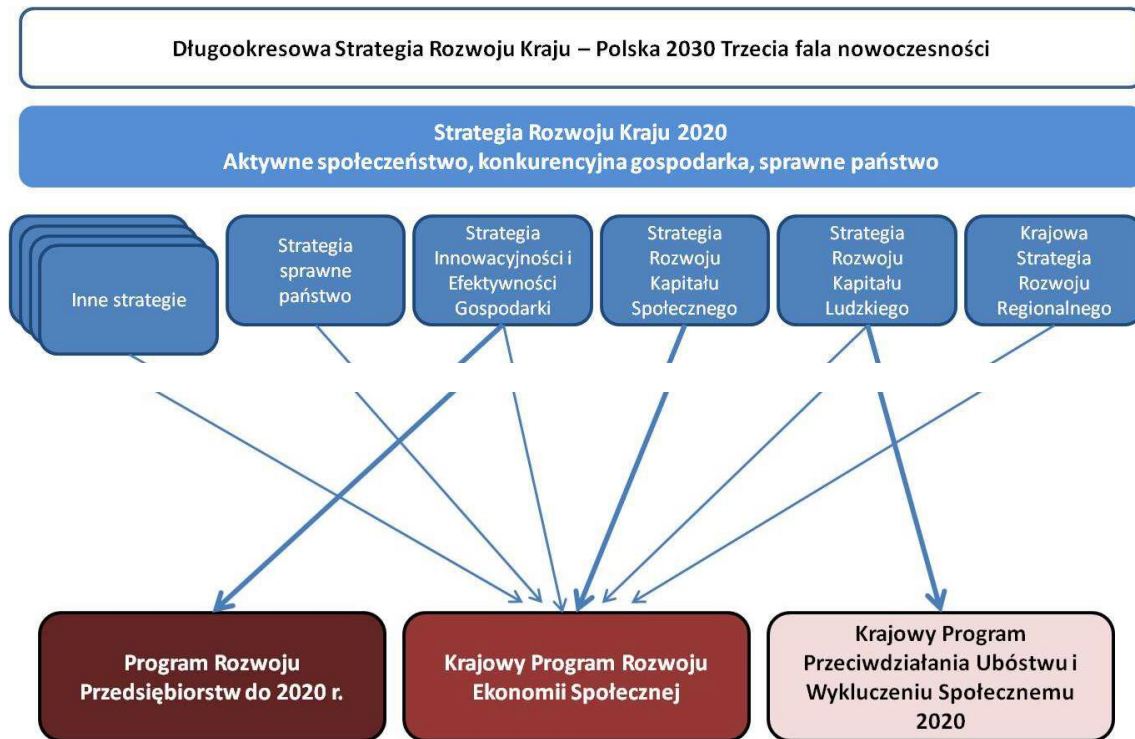 Długookresowa Strategia Rozwoju Kraju – Polska 2030 Trzecia fala nowoczesności
Strategia Rozwoju Kraju 2020
Aktywne społeczeństwo, konkurencyjna gospodarka, sprawne państwo
Inne strategie
Strategia
sprawne
państwo
Strategia
Innowacyjności i
Efektywności
Gospodarki
Strategia
Rozwoju
Kapitału
Społecznego
Strategia
Rozwoju
Kapitału
Ludzkiego
Krajowa
Strategia
Rozwoju
Regionalnego
Program Rozwoju
Przedsiębiorstw do 2020 r.
Krajowy Program Rozwoju
Ekonomii Społecznej
Krajowy Program
Przeciwdziałania Ubóstwu i
Wykluczeniu Społecznemu
2020